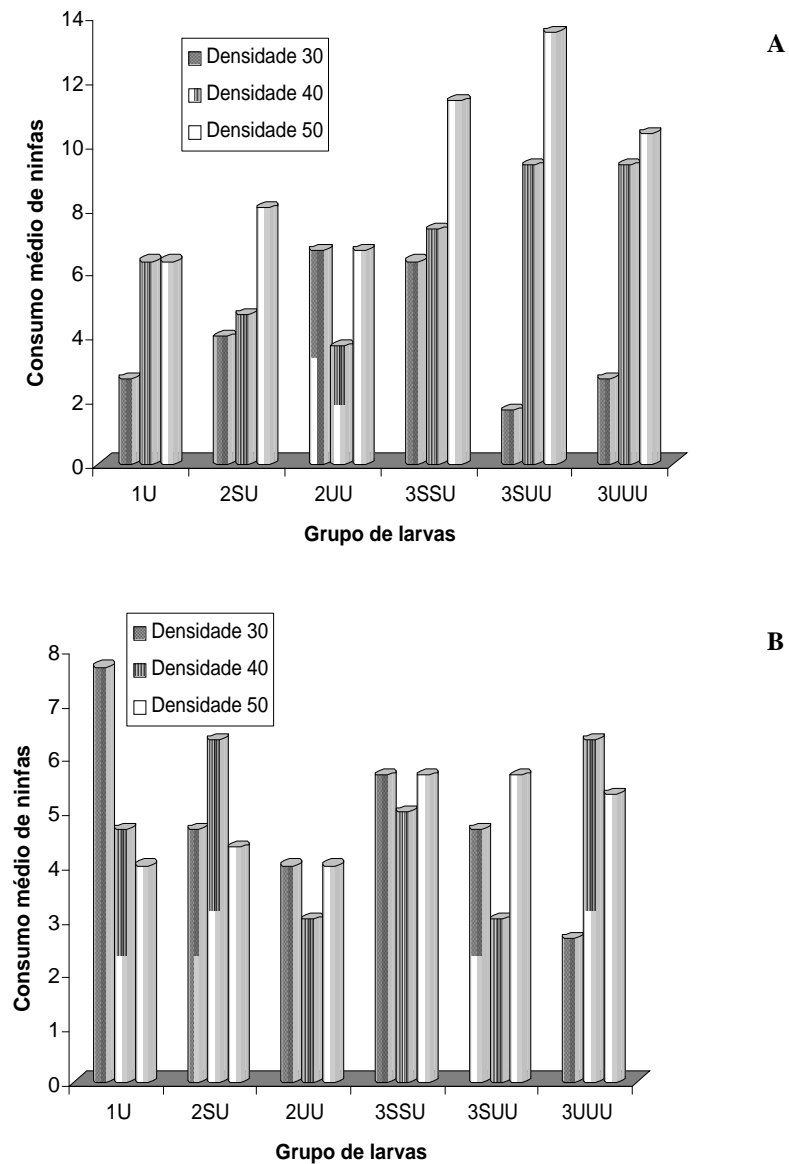 A
Consumo médio de ninfas
14
12
10
8
6
4
2
0
Densidade 30
Densidade 40
Densidade 50
1U 2SU 2UU 3SSU 3SUU 3UUU
Grupo de larvas
B
Consumo médio de ninfas
8
7
6
5
4
3
2
1
0
Densidade 30
Densidade 40
Densidade 50
1U 2SU 2UU 3SSU 3SUU 3UUU
Grupo de larvas